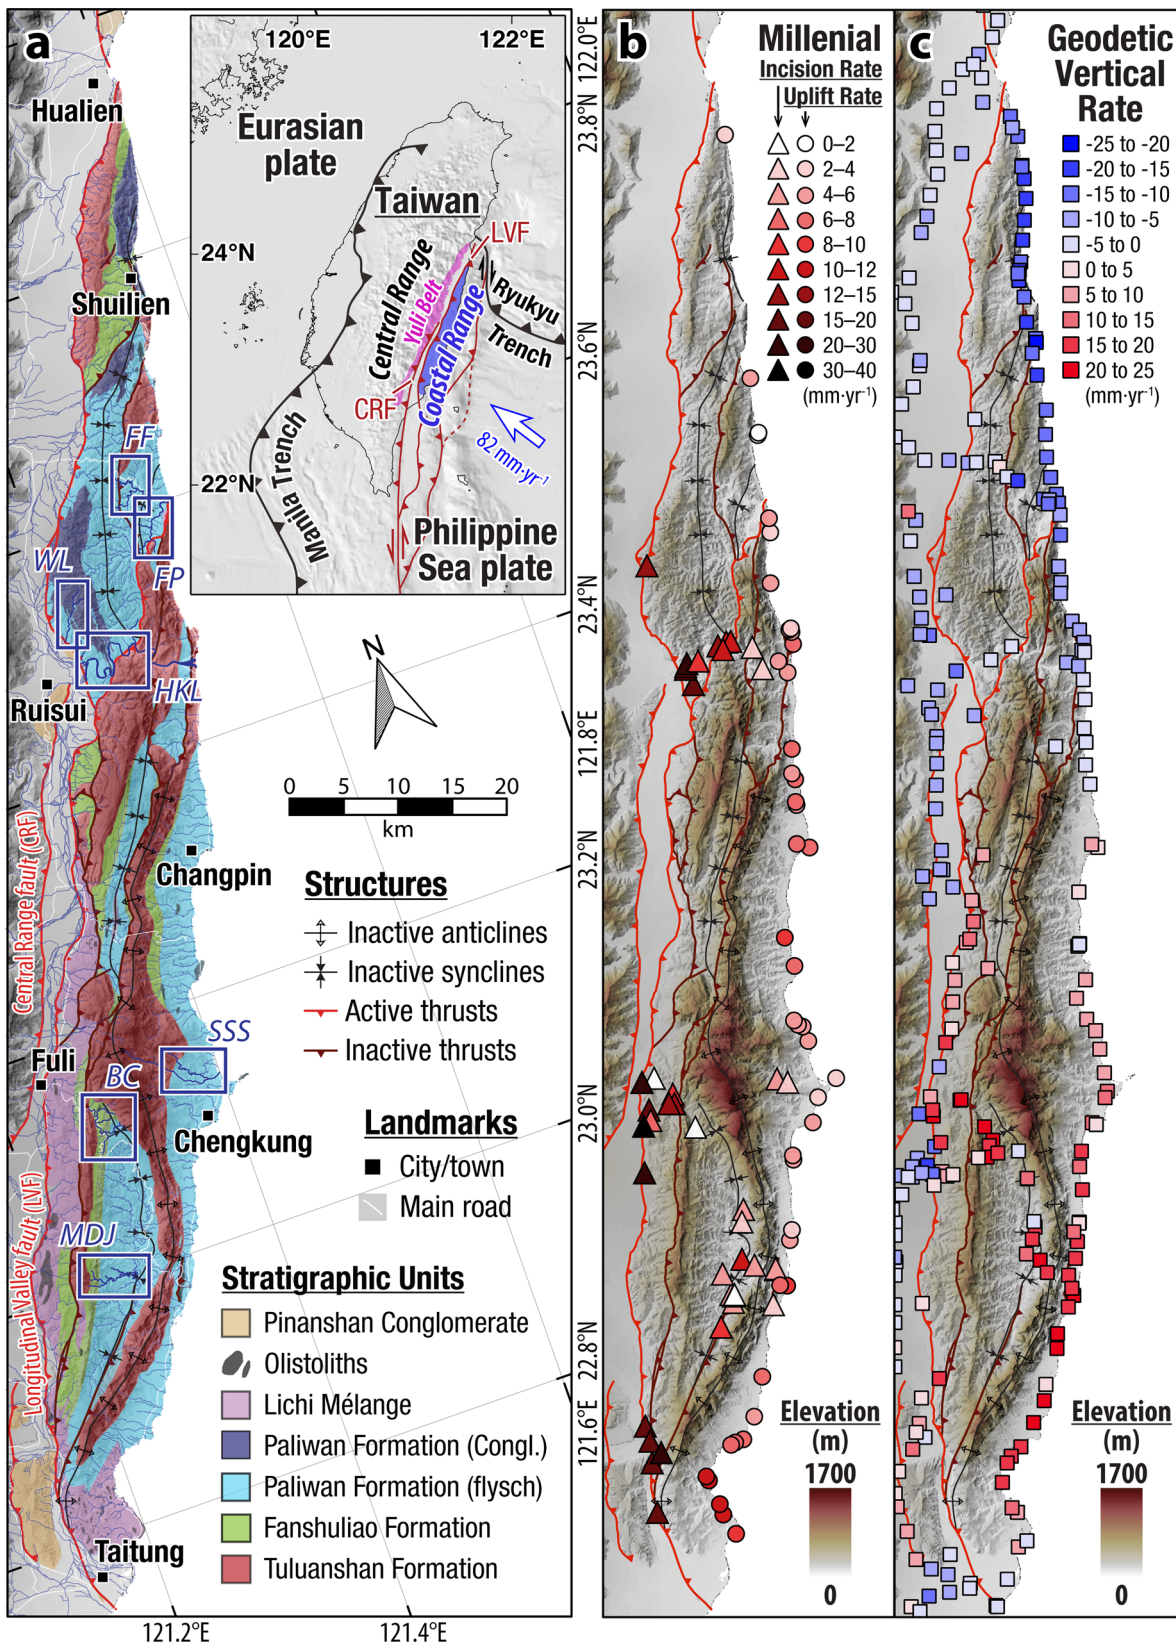 a
Hualien
Shuilien
FF
FP
WL
HKL
Ruisui
Central Range fault (CRF)
Changpin
SSS
Fuli
BC
Chengkung
Longitudinal Valley fault (LVF)
MDJ
Taitung
120°E
122°E
Eurasian
plate
Taiwan
24°N
22°N
LVF
Central Range
Yuli Belt
Coastal Range
Ryukyu
Trench
CRF
82 mm·yr⁻¹
Manila Trench
Philippine
Sea plate
N
0 5 10 15 20
km
Structures
Inactive anticlines
Inactive synclines
Active thrusts
Inactive thrusts
Landmarks
City/town
Main road
Stratigraphic Units
Pinanshan Conglomerate
Olistoliths
Lichi Mélange
Paliwan Formation (Congl.)
Paliwan Formation (flysch)
Fanshuliao Formation
Tuluanshan Formation
122.0°E
23.8°N
23.6°N
23.4°N
121.8°E
23.2°N
23.0°N
22.8°N
121.6°E
121.2°E
121.4°E
b
Millenial
Incision Rate
Uplift Rate
0–2
2–4
4–6
6–8
8–10
10–12
12–15
15–20
20–30
30–40
(mm·yr⁻¹)
Elevation
(m)
1700
0
c
Geodetic
Vertical
Rate
-25 to -20
-20 to -15
-15 to -10
-10 to -5
-5 to 0
0 to 5
5 to 10
10 to 15
15 to 20
20 to 25
(mm·yr⁻¹)
Elevation
(m)
1700
0